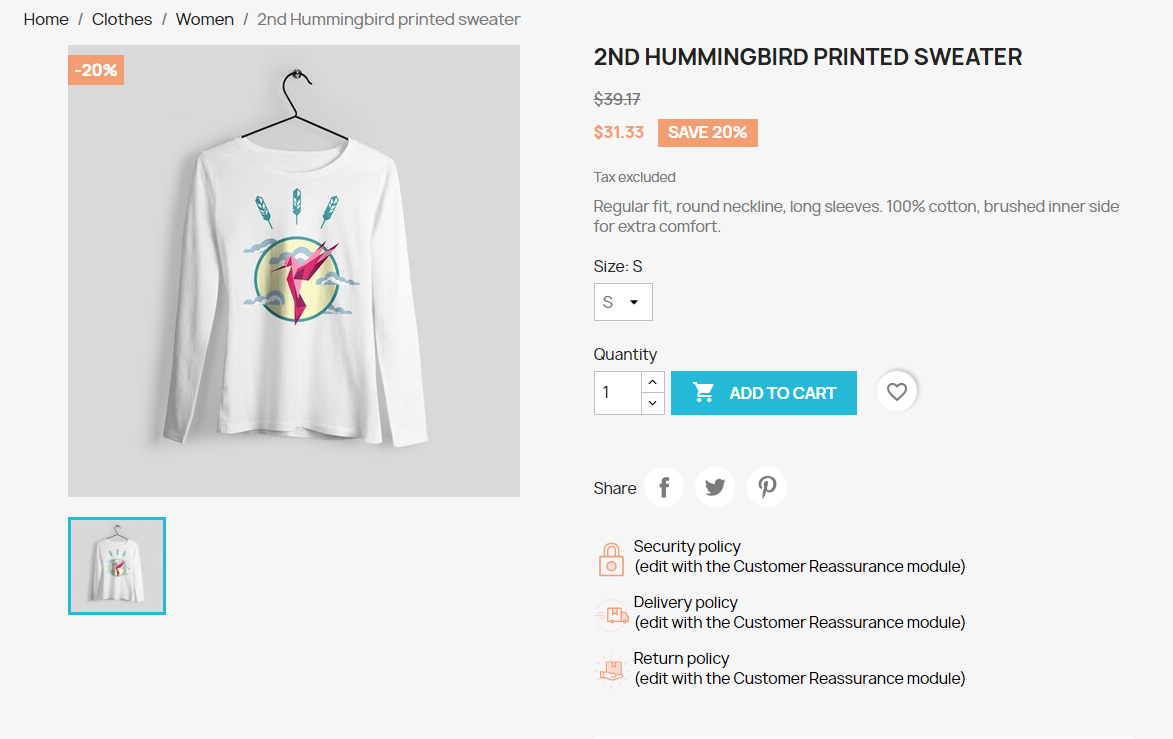 Home / Clothes / Women / 2nd Hummingbird printed sweater
-20%
2ND HUMMINGBIRD PRINTED SWEATER
$39.17
$31.33 SAVE 20%
Tax excluded
Regular fit, round neckline, long sleeves. 100% cotton, brushed inner side
for extra comfort.
Size: S
S
Quantity
1
ADD TO CART
Share
Security policy
(edit with the Customer Reassurance module)
Delivery policy
(edit with the Customer Reassurance module)
Return policy
(edit with the Customer Reassurance module)